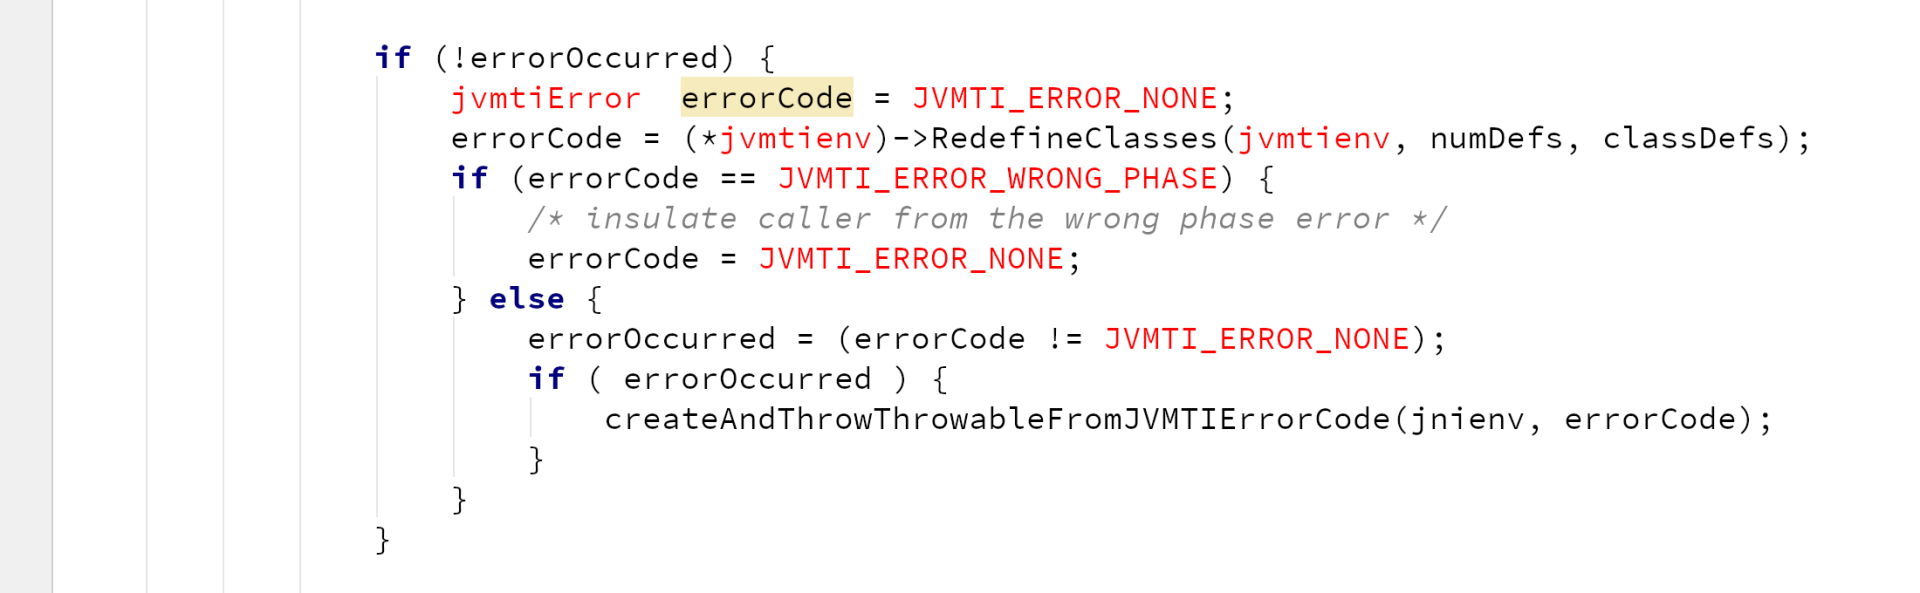 if (!errorOccurred) {
jvmtiError  errorCode = JVMTI_ERROR_NONE;
errorCode = (*jvmtienv)->RedefineClasses(jvmtienv, numDefs, classDefs);
if (errorCode == JVMTI_ERROR_WRONG_PHASE) {
/* insulate caller from the wrong phase error */
errorCode = JVMTI_ERROR_NONE;
} else {
errorOccurred = (errorCode != JVMTI_ERROR_NONE);
if ( errorOccurred ) {
createAndThrowThrowableFromJVMTIErrorCode(jnienv, errorCode);
}
}
}